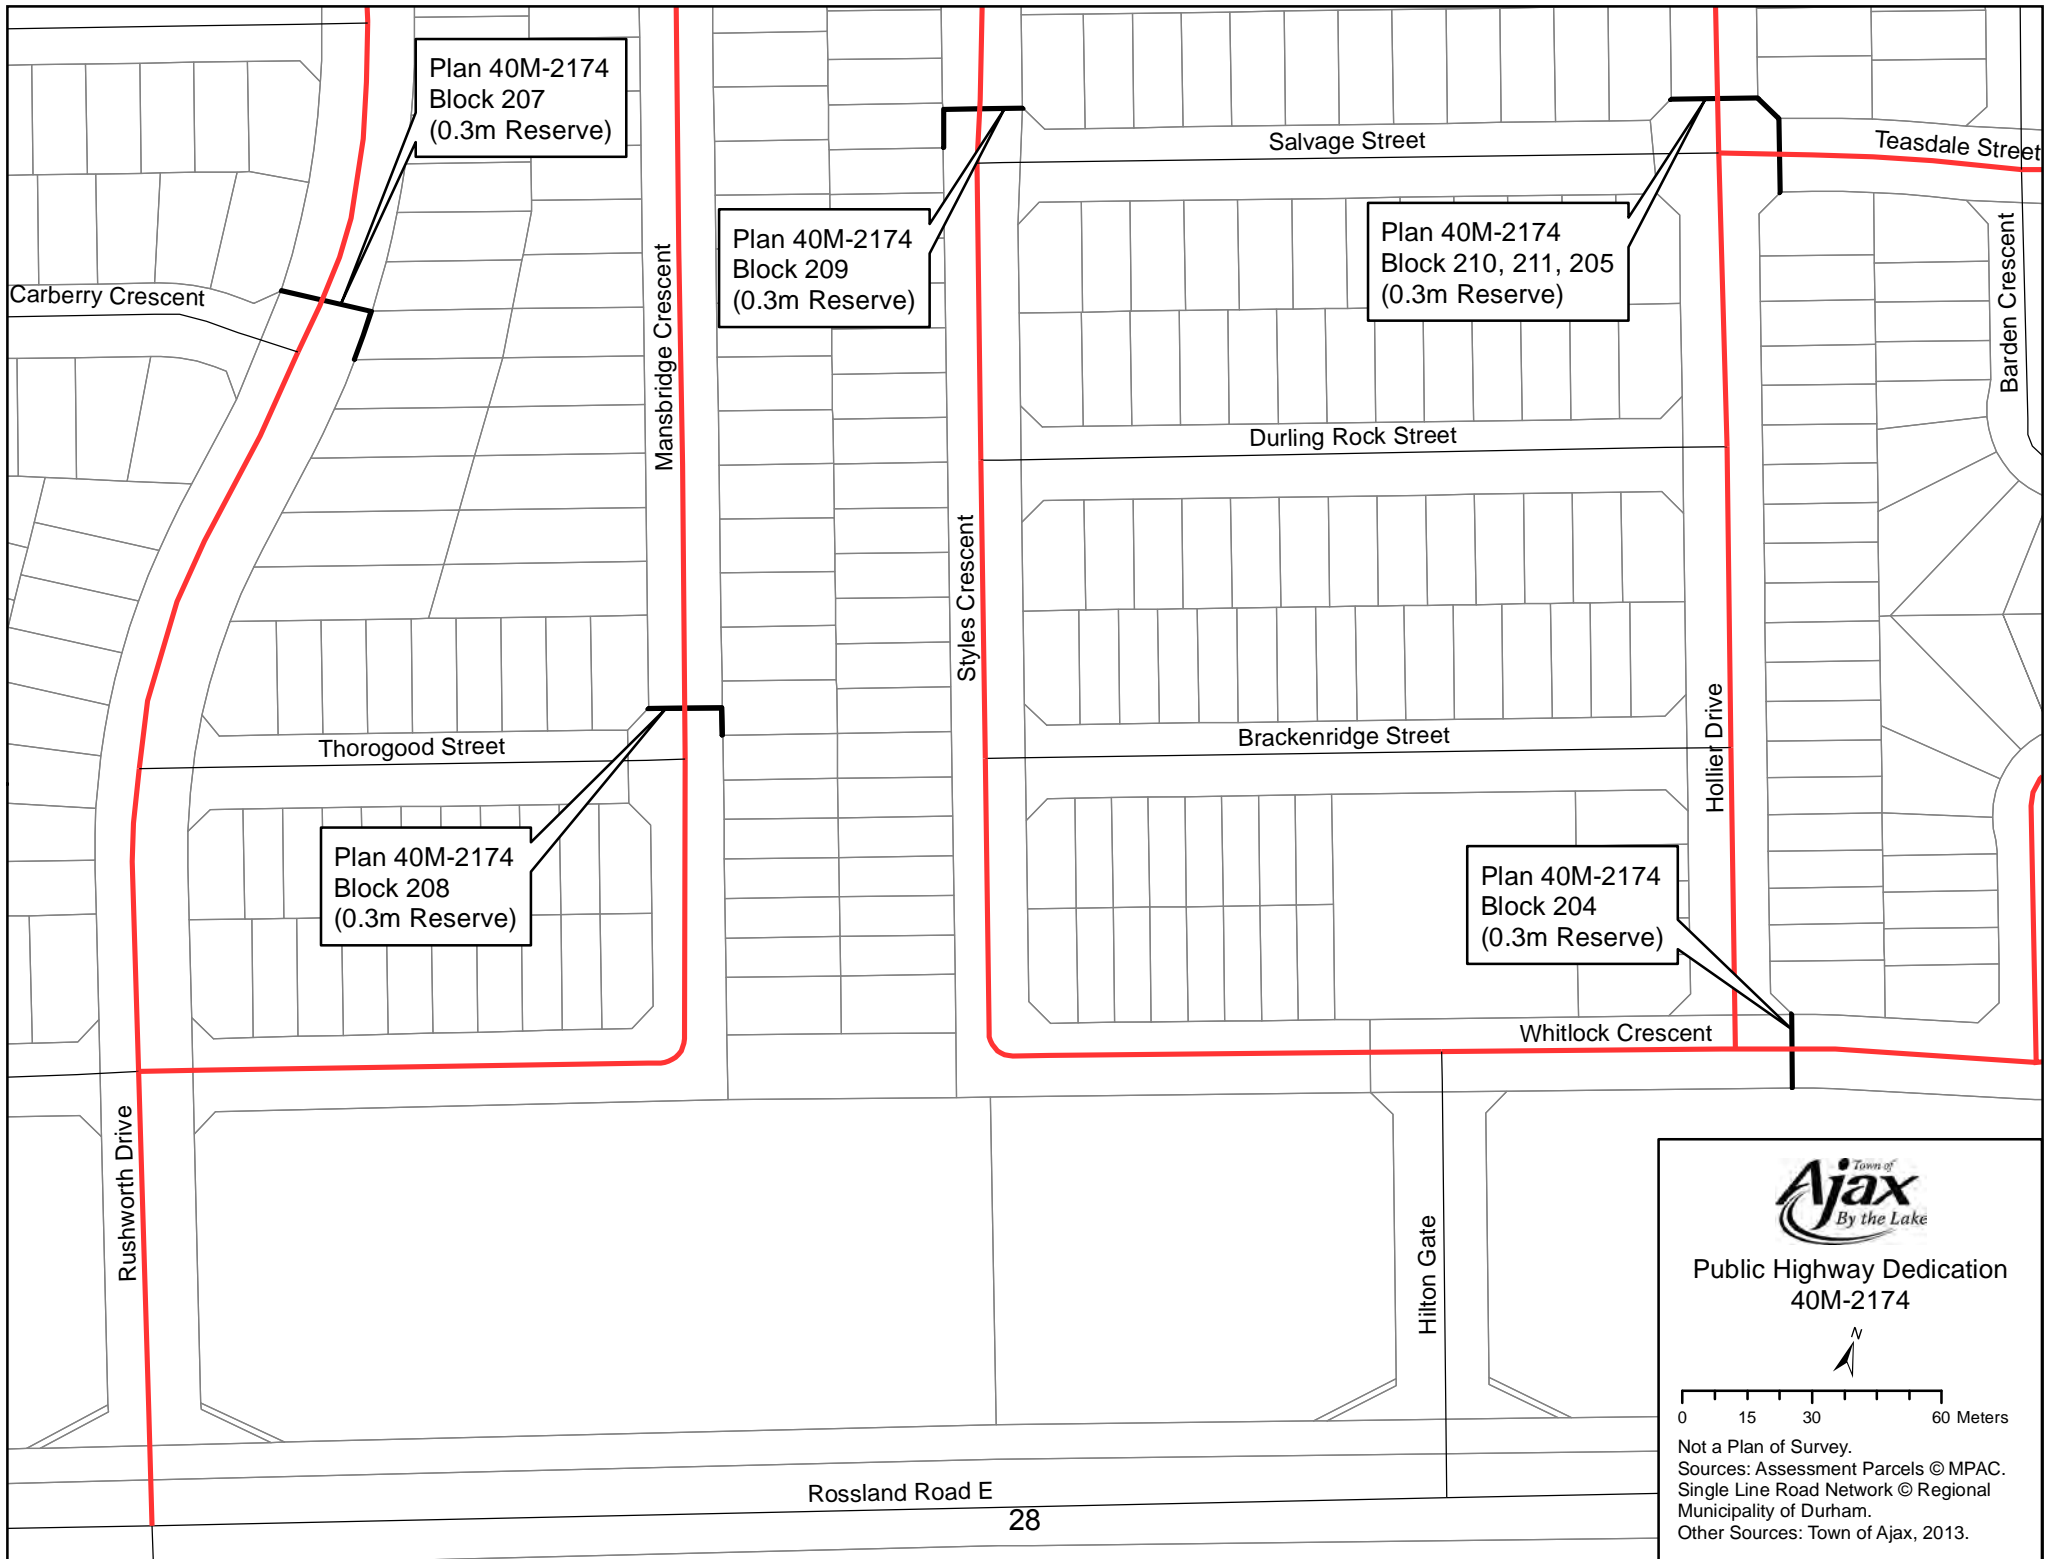 Plan 40M-2174
Block 207
(0.3m Reserve)
Salvage Street
Teasdale Street
Plan 40M-2174
Block 209
(0.3m Reserve)
Plan 40M-2174
Block 210, 211, 205
(0.3m Reserve)
Carberry Crescent
Mansbridge Crescent
Barden Crescent
Durling Rock Street
Styles Crescent
Thorogood Street
Brackenridge Street
Hollier Drive
Plan 40M-2174
Block 208
(0.3m Reserve)
Plan 40M-2174
Block 204
(0.3m Reserve)
Whitlock Crescent
Rushworth Drive
Hilton Gate
Rossland Road E
28
Town of
Ajax
By the Lake
Public Highway Dedication
40M-2174
N
0 15 30 60 Meters
Not a Plan of Survey.
Sources: Assessment Parcels © MPAC.
Single Line Road Network © Regional
Municipality of Durham.
Other Sources: Town of Ajax, 2013.